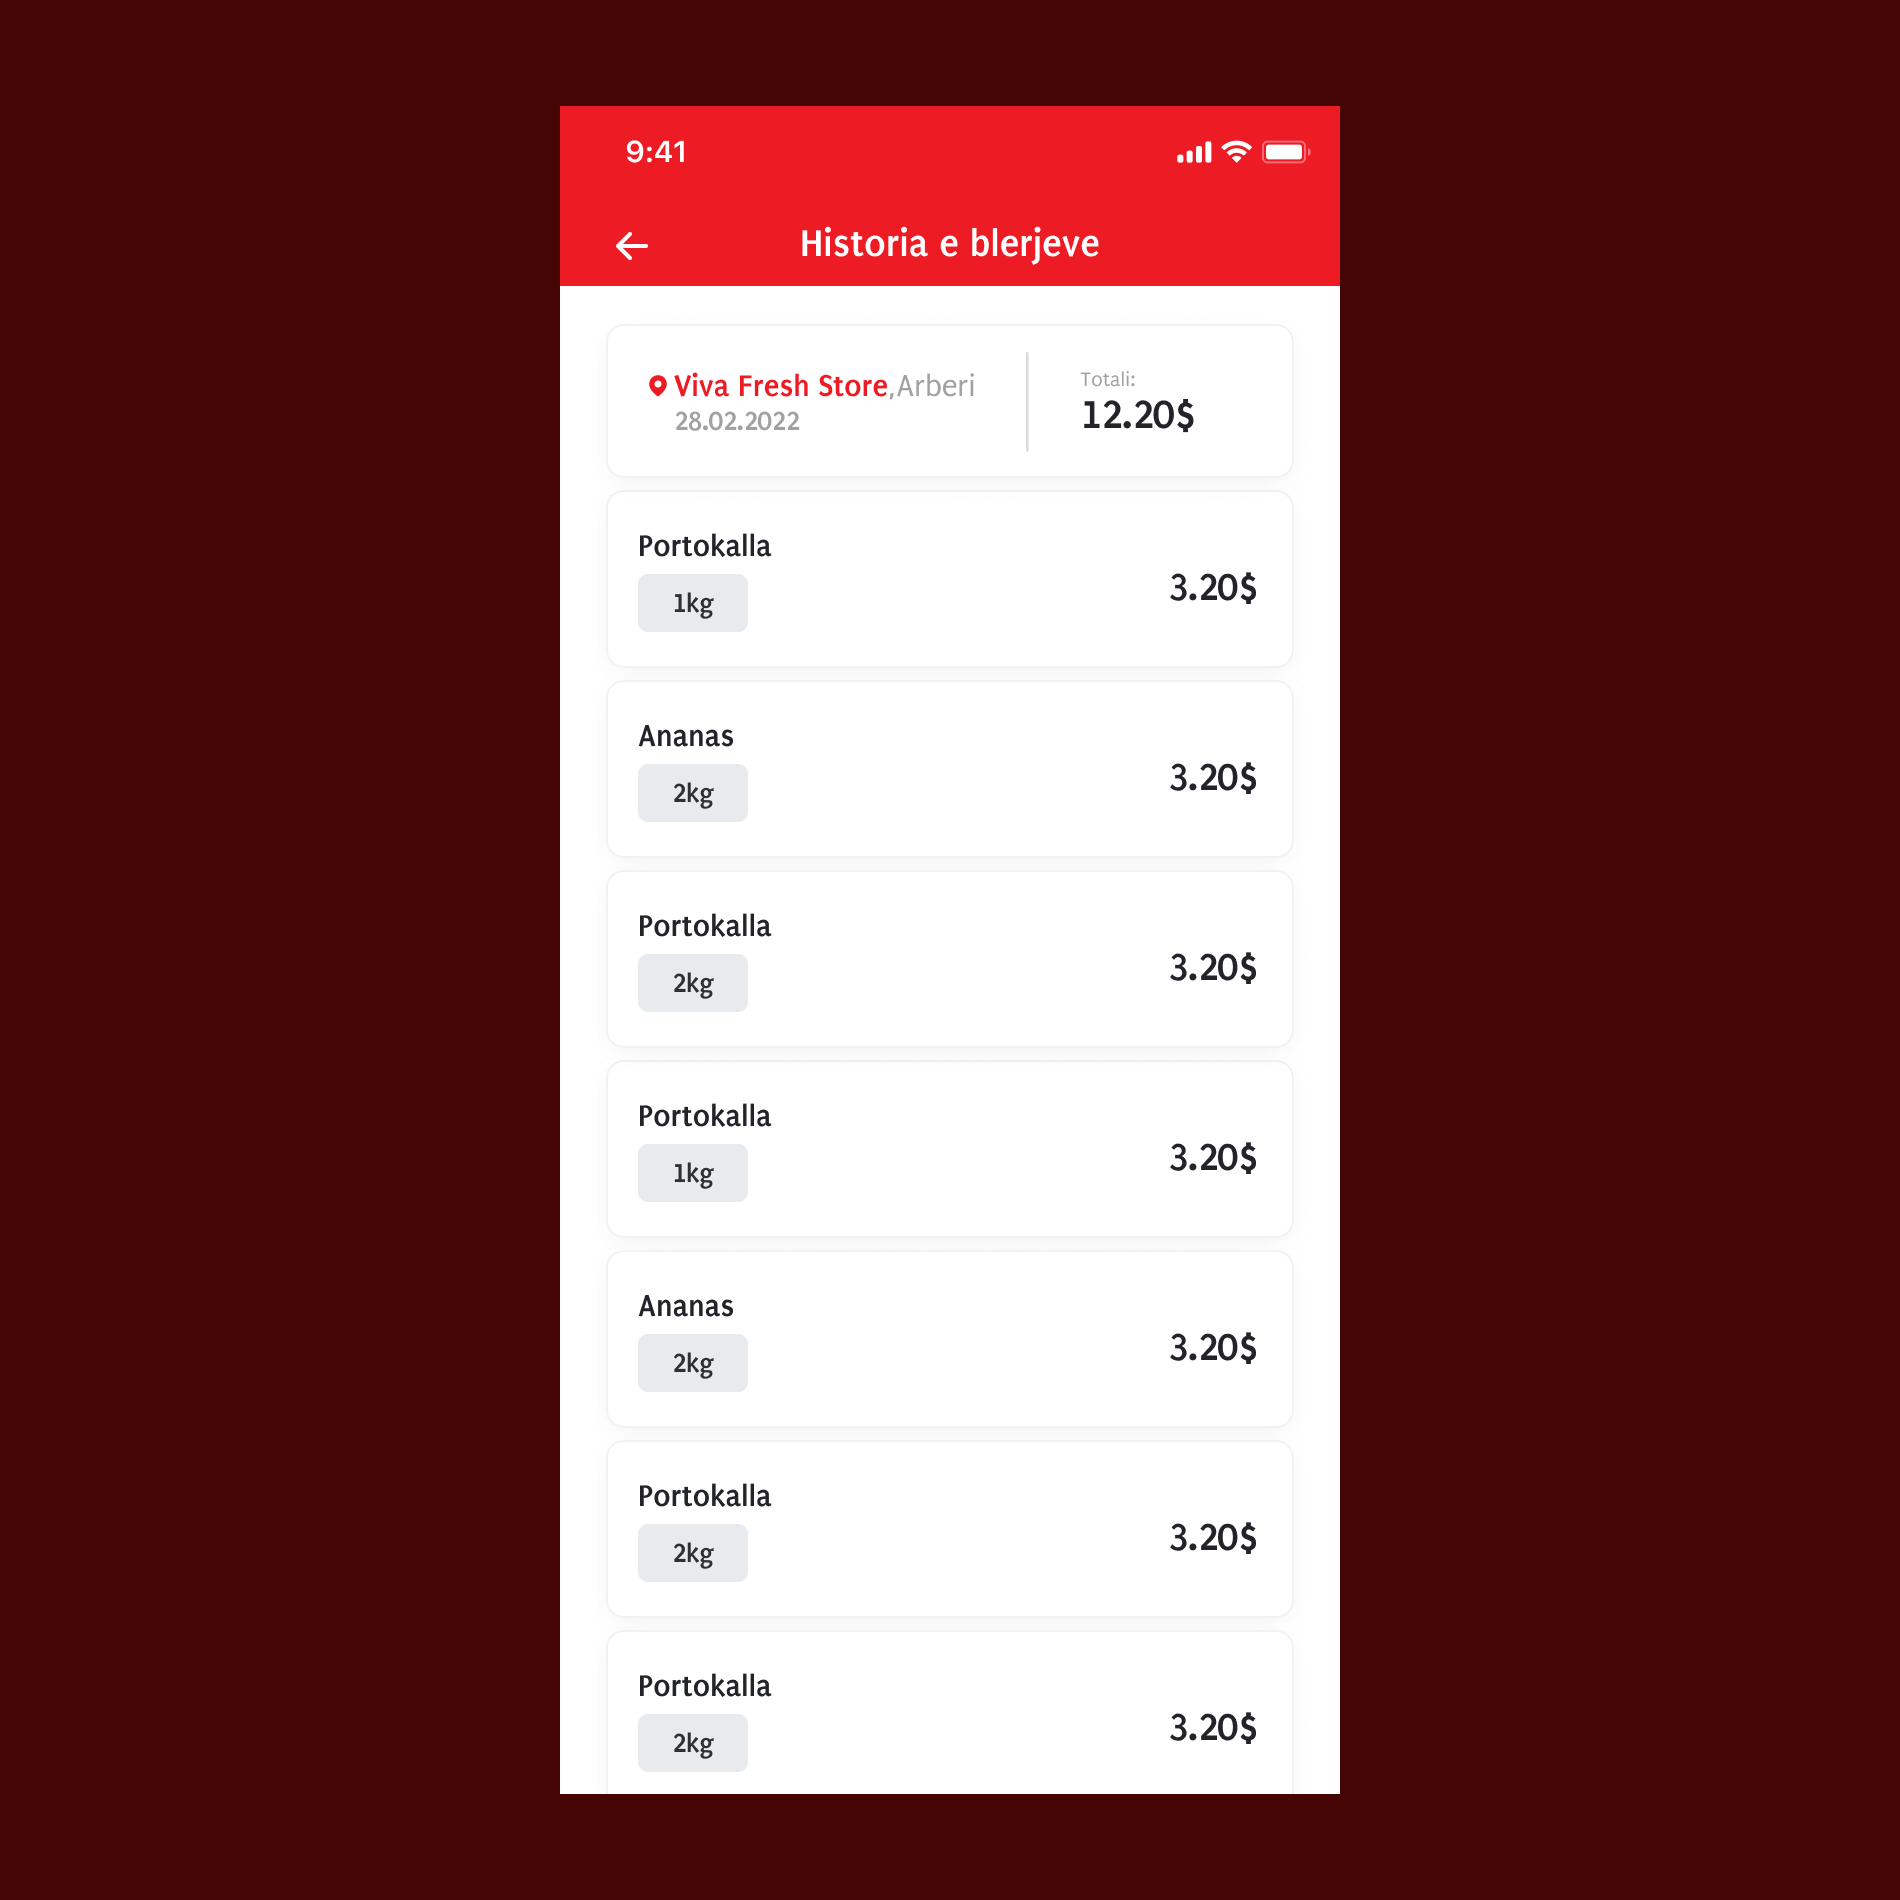 9:41
Historia e blerjeve
Viva Fresh Store,Arberi
28.02.2022
Totali:
12.20$
Portokalla
1kg
3.20$
Ananas
2kg
3.20$
Portokalla
2kg
3.20$
Portokalla
1kg
3.20$
Ananas
2kg
3.20$
Portokalla
2kg
3.20$
Portokalla
2kg
3.20$